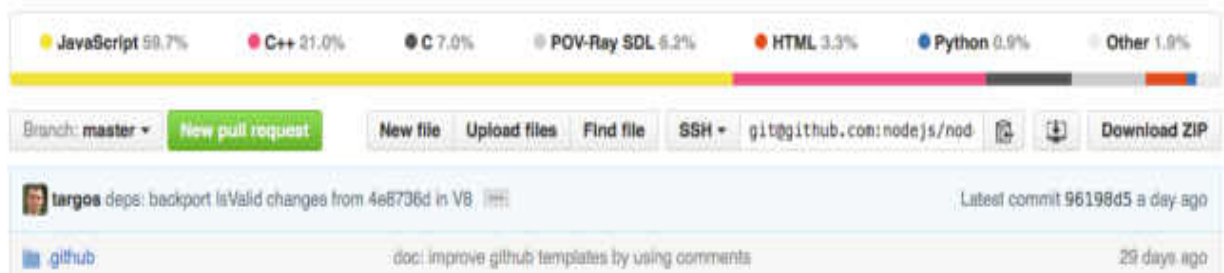 JavaScript 59.7% C++ 21.0% C 7.0% POV-Ray SDL 6.2% HTML 3.3% Python 0.9% Other 1.9%
Branch: master New pull request New file Upload files Find file SSH git@github.com:nodejs/nod Download ZIP
targos deps: backport IsValid changes from 4e8736d in V8 Latest commit 96198d5 a day ago
.github doc: improve github templates by using comments 29 days ago